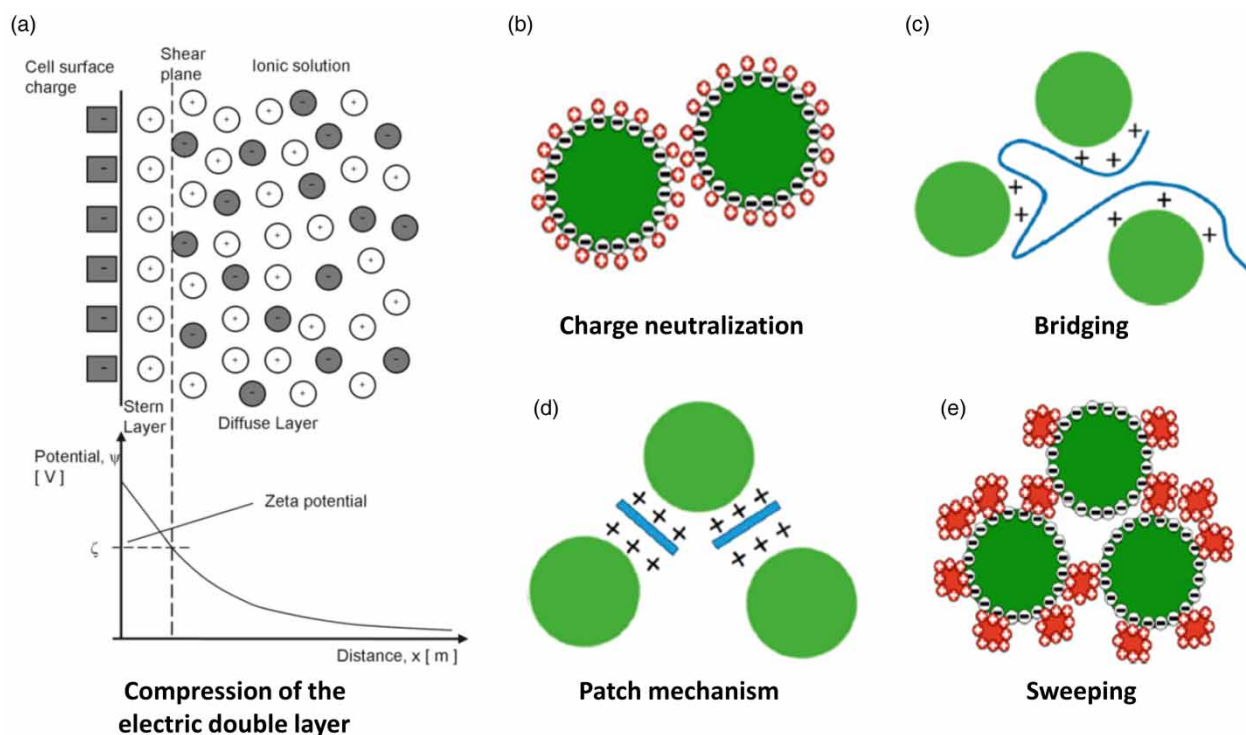 (a)
Cell surface
charge
Shear
plane
Ionic solution
Stern
Layer
Diffuse Layer
Potential, ψ
[ V]
Zeta potential
ζ
Distance, x [ m]
Compression of the
electric double layer
(b)
Charge neutralization
(c)
Bridging
(d)
Patch mechanism
(e)
Sweeping